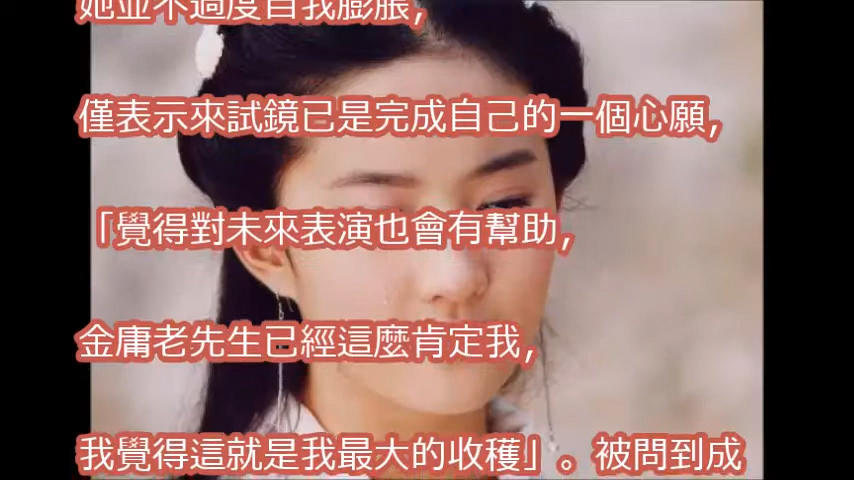 她並不過度自我膨脹，
僅表示來試鏡已是完成自己的一個心願，
「覺得對未來表演也會有幫助，
金庸老先生已經這麼肯定我，
我覺得這就是我最大的收穫」。被問到成